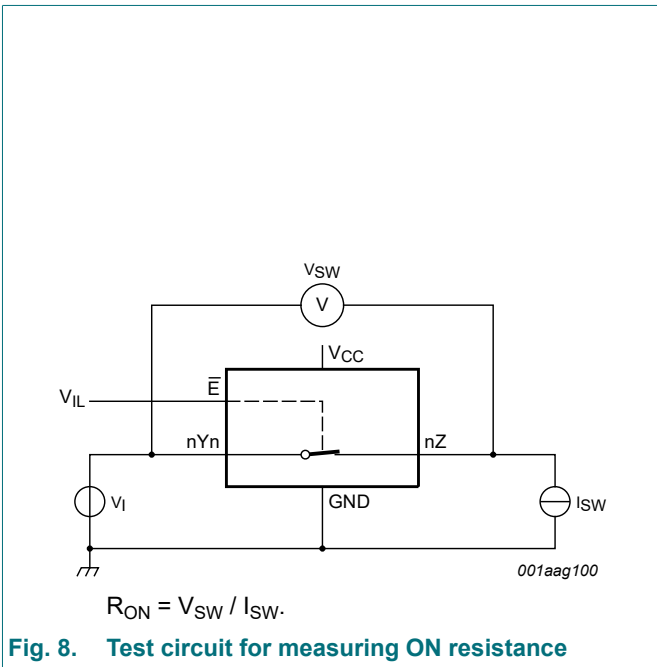 VSW
V
VCC
E̅
VIL
nYn
nZ
VI
GND
ISW
001aag100
RON = VSW / ISW.
Fig. 8. Test circuit for measuring ON resistance